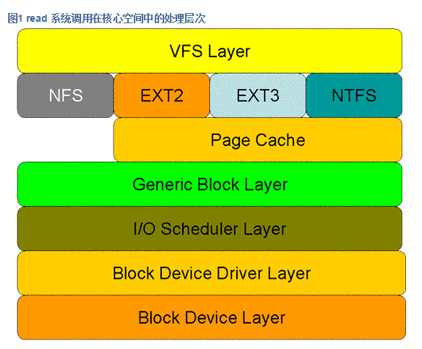 图1 read 系统调用在核心空间中的处理层次
VFS Layer
NFS EXT2 EXT3 NTFS
Page Cache
Generic Block Layer
I/O Scheduler Layer
Block Device Driver Layer
Block Device Layer